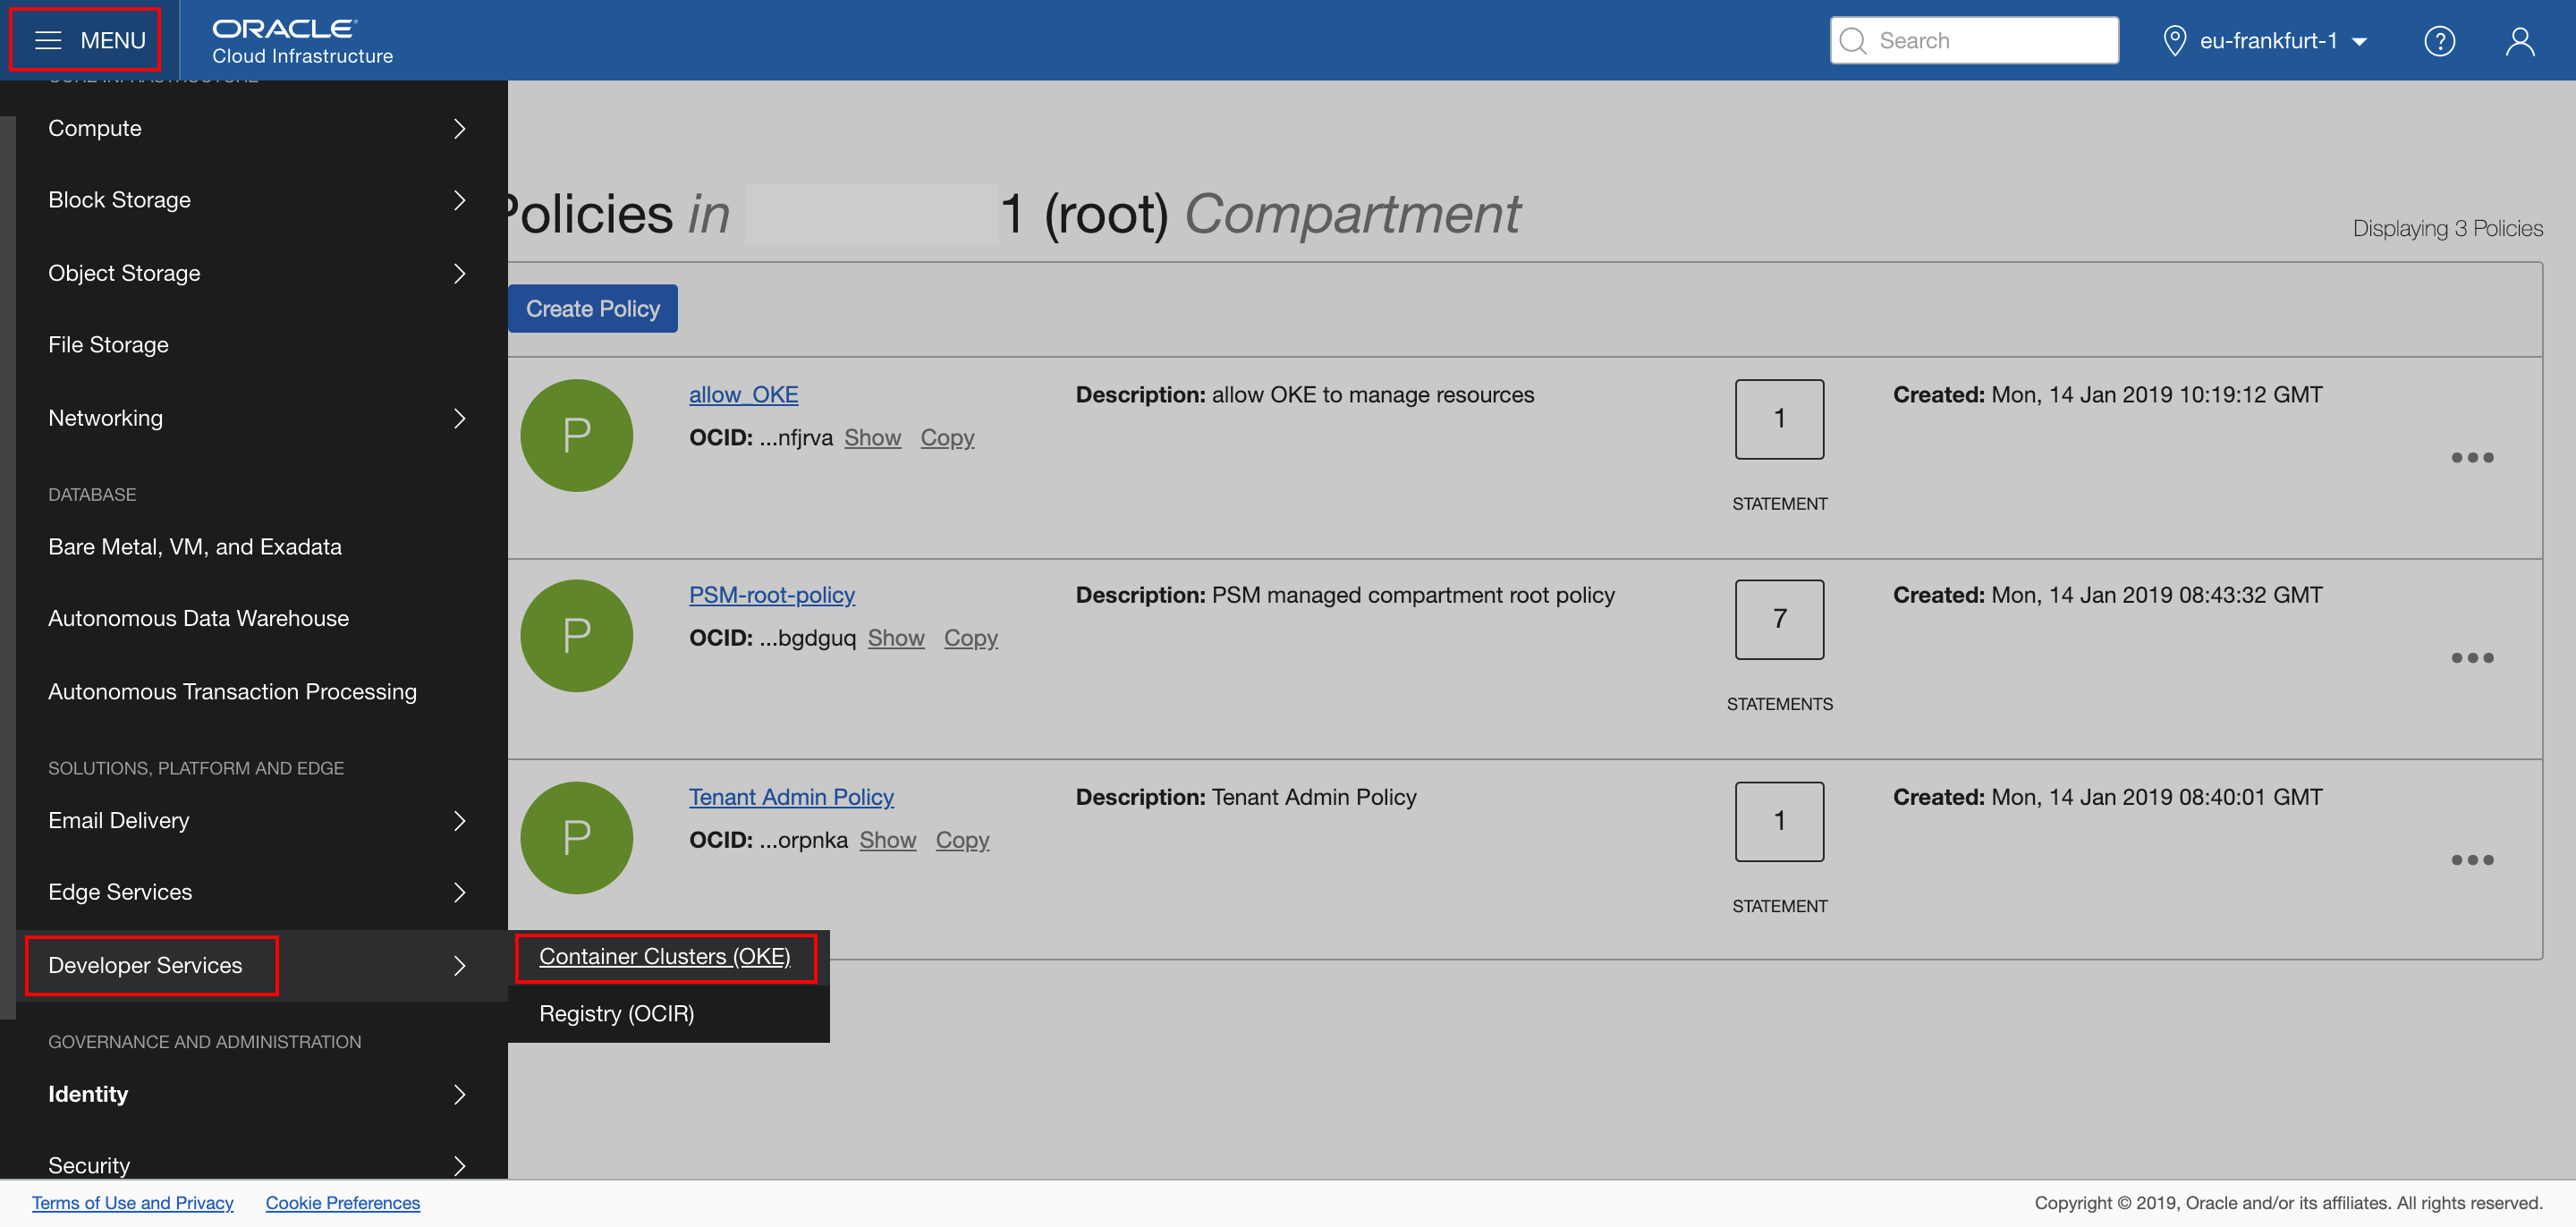 MENU
ORACLE
Cloud Infrastructure
Search
eu-frankfurt-1
?
CORE INFRASTRUCTURE
Compute
Block Storage
Object Storage
File Storage
Networking
DATABASE
Bare Metal, VM, and Exadata
Autonomous Data Warehouse
Autonomous Transaction Processing
SOLUTIONS, PLATFORM AND EDGE
Email Delivery
Edge Services
Developer Services
Container Clusters (OKE)
Registry (OCIR)
GOVERNANCE AND ADMINISTRATION
Identity
Security
Policies in 1 (root) Compartment
Displaying 3 Policies
Create Policy
P
allow_OKE
OCID: ...nfjrva Show Copy
Description: allow OKE to manage resources
1
STATEMENT
Created: Mon, 14 Jan 2019 10:19:12 GMT
P
PSM-root-policy
OCID: ...bgdguq Show Copy
Description: PSM managed compartment root policy
7
STATEMENTS
Created: Mon, 14 Jan 2019 08:43:32 GMT
P
Tenant Admin Policy
OCID: ...orpnka Show Copy
Description: Tenant Admin Policy
1
STATEMENT
Created: Mon, 14 Jan 2019 08:40:01 GMT
Terms of Use and Privacy Cookie Preferences
Copyright © 2019, Oracle and/or its affiliates. All rights reserved.